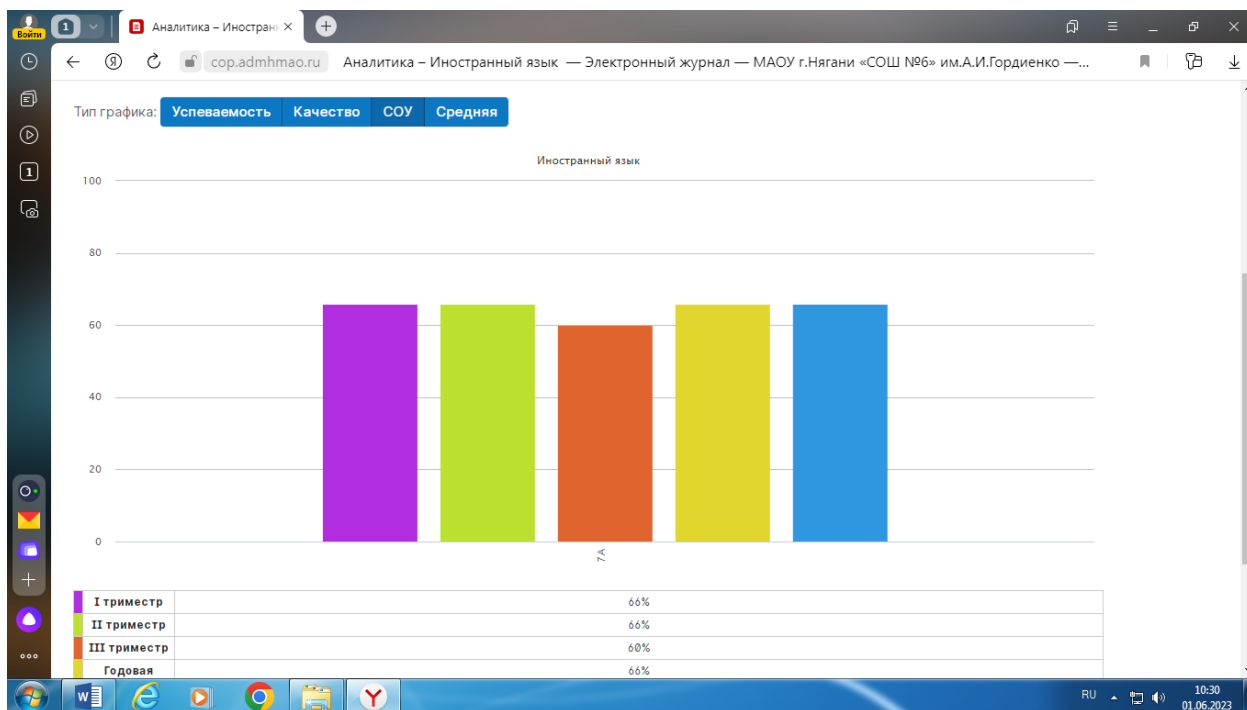 Войти
1
Аналитика – Иностранн
cop.admhmao.ru Аналитика – Иностранный язык — Электронный журнал — МАОУ г.Нягани «СОШ №6» им.А.И.Гордиенко —...
1
Тип графика: Успеваемость Качество СОУ Средняя
Иностранный язык
100
80
60
40
20
0
7А
I триместр 66%
II триместр 66%
III триместр 60%
Годовая 66%
RU
10:30
01.06.2023